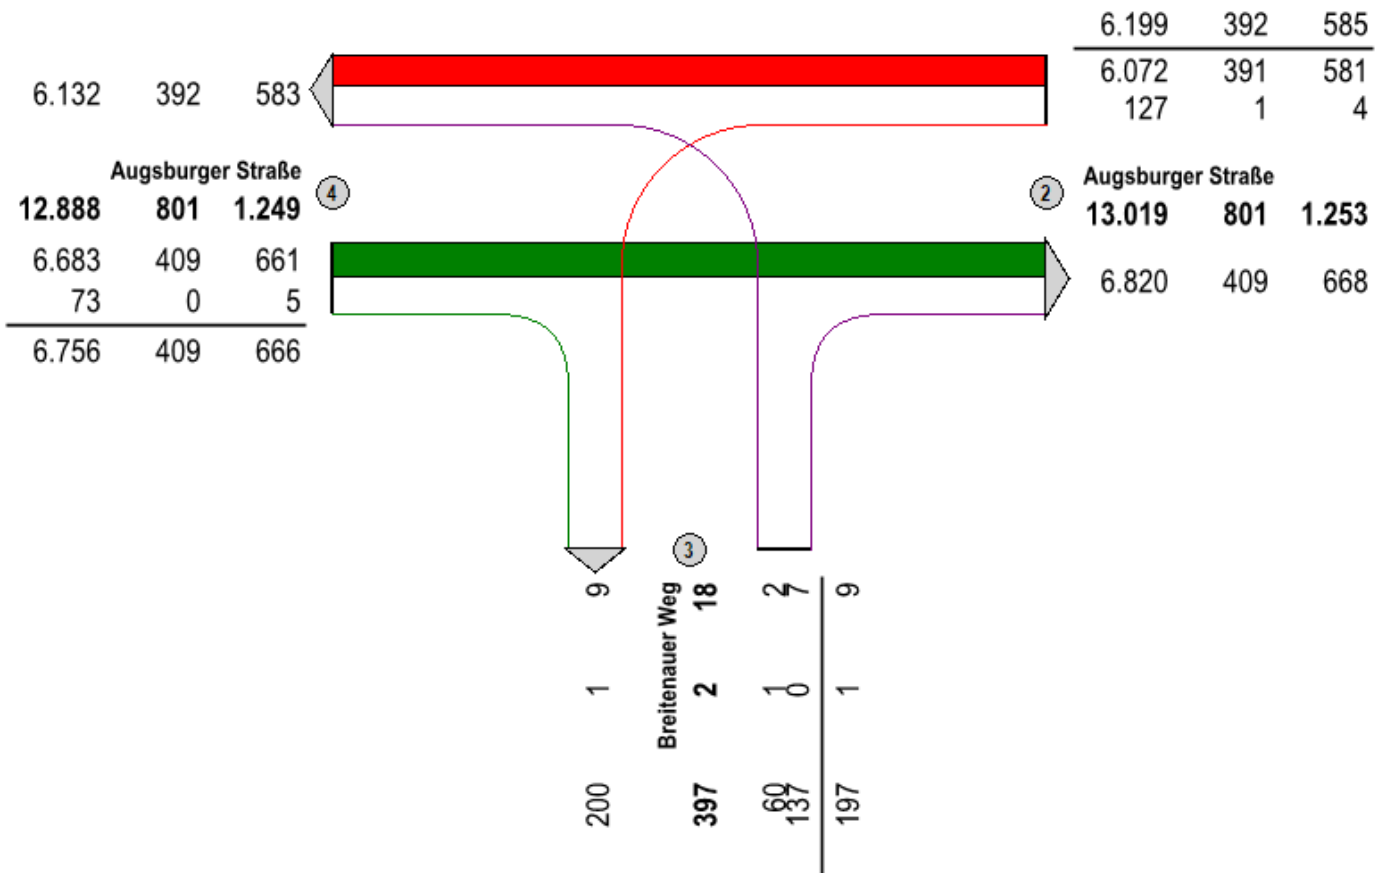 6.199 392 585
6.072 391 581
127 1 4
6.132 392 583
Augsburger Straße
12.888 801 1.249
4
6.683 409 661
73 0 5
6.756 409 666
2
Augsburger Straße
13.019 801 1.253
6.820 409 668
3
200 1 9
Breitenauer Weg
397 2 18
60 1 2
137 0 7
197 1 9